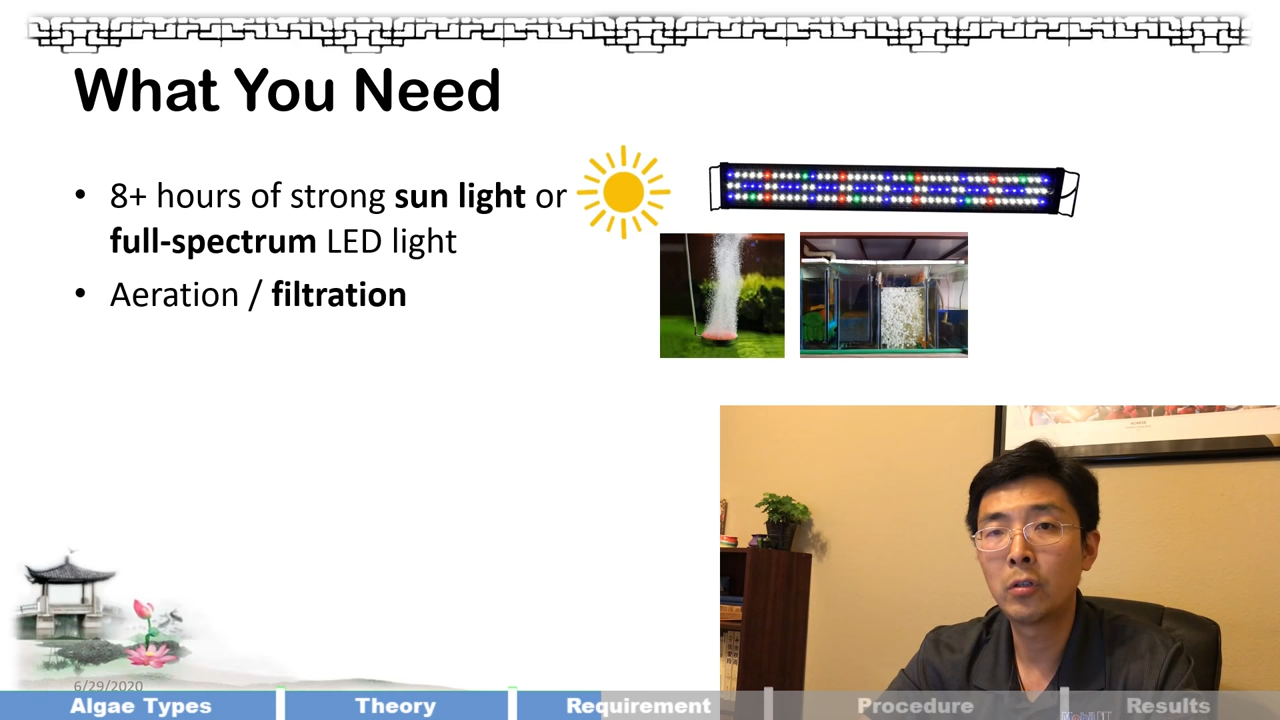 What You Need
• 8+ hours of strong sun light or
full-spectrum LED light
• Aeration / filtration
6/29/2020
Algae Types
Theory
Requirement
Procedure
Results